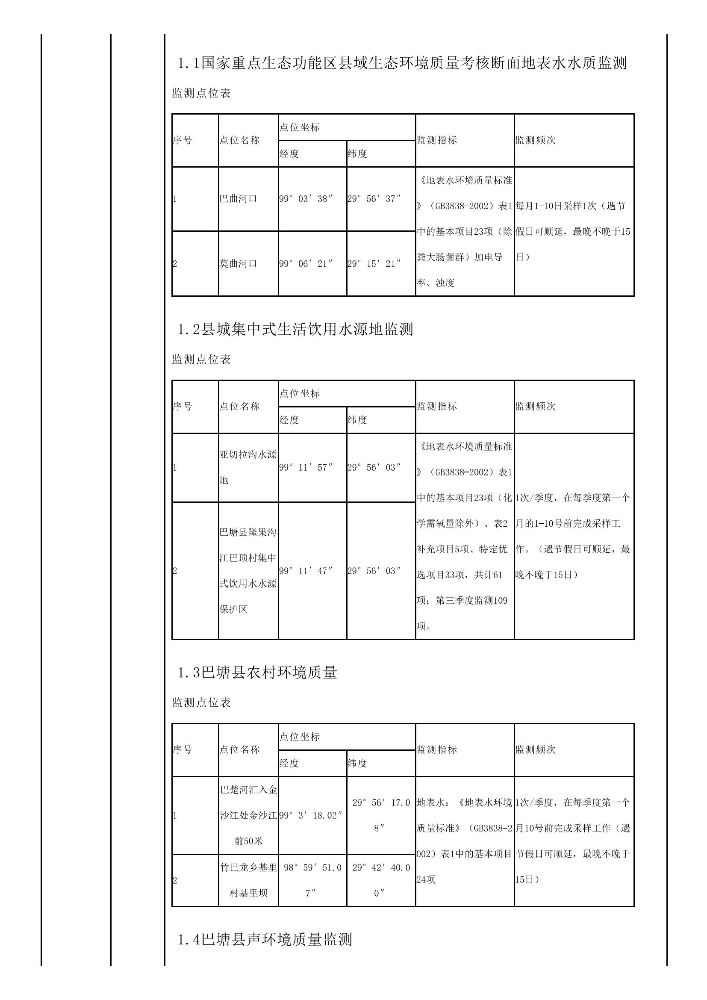 1.1国家重点生态功能区县域生态环境质量考核断面地表水水质监测
监测点位表
序号
点位名称
点位坐标
监测指标
监测频次
经度
纬度
1
巴曲河口
99°03′38″
29°56′37″
《地表水环境质量标准
》（GB3838-2002）表1
中的基本项目23项（除
粪大肠菌群）加电导
率、浊度
每月1-10日采样1次（遇节
假日可顺延，最晚不晚于15
日）
2
莫曲河口
99°06′21″
29°15′21″
1.2县城集中式生活饮用水源地监测
监测点位表
序号
点位名称
点位坐标
监测指标
监测频次
经度
纬度
1
亚切拉沟水源
地
99°11′57″
29°56′03″
《地表水环境质量标准
》（GB3838-2002）表1
中的基本项目23项（化
学需氧量除外）、表2
补充项目5项、特定优
选项目33项，共计61
项；第三季度监测109
项。
1次/季度，在每季度第一个
月的1-10号前完成采样工
作。（遇节假日可顺延，最
晚不晚于15日）
2
巴塘县隆果沟
江巴顶村集中
式饮用水水源
保护区
99°11′47″
29°56′03″
1.3巴塘县农村环境质量
监测点位表
序号
点位名称
点位坐标
监测指标
监测频次
经度
纬度
1
巴楚河汇入金
沙江处金沙江
前50米
99°3′18.02″
29°56′17.0
8″
地表水：《地表水环境
质量标准》（GB3838-2
002）表1中的基本项目
24项
1次/季度，在每季度第一个
月10号前完成采样工作（遇
节假日可顺延，最晚不晚于
15日）
2
竹巴龙乡基里
村基里坝
98°59′51.0
7″
29°42′40.0
0″
1.4巴塘县声环境质量监测